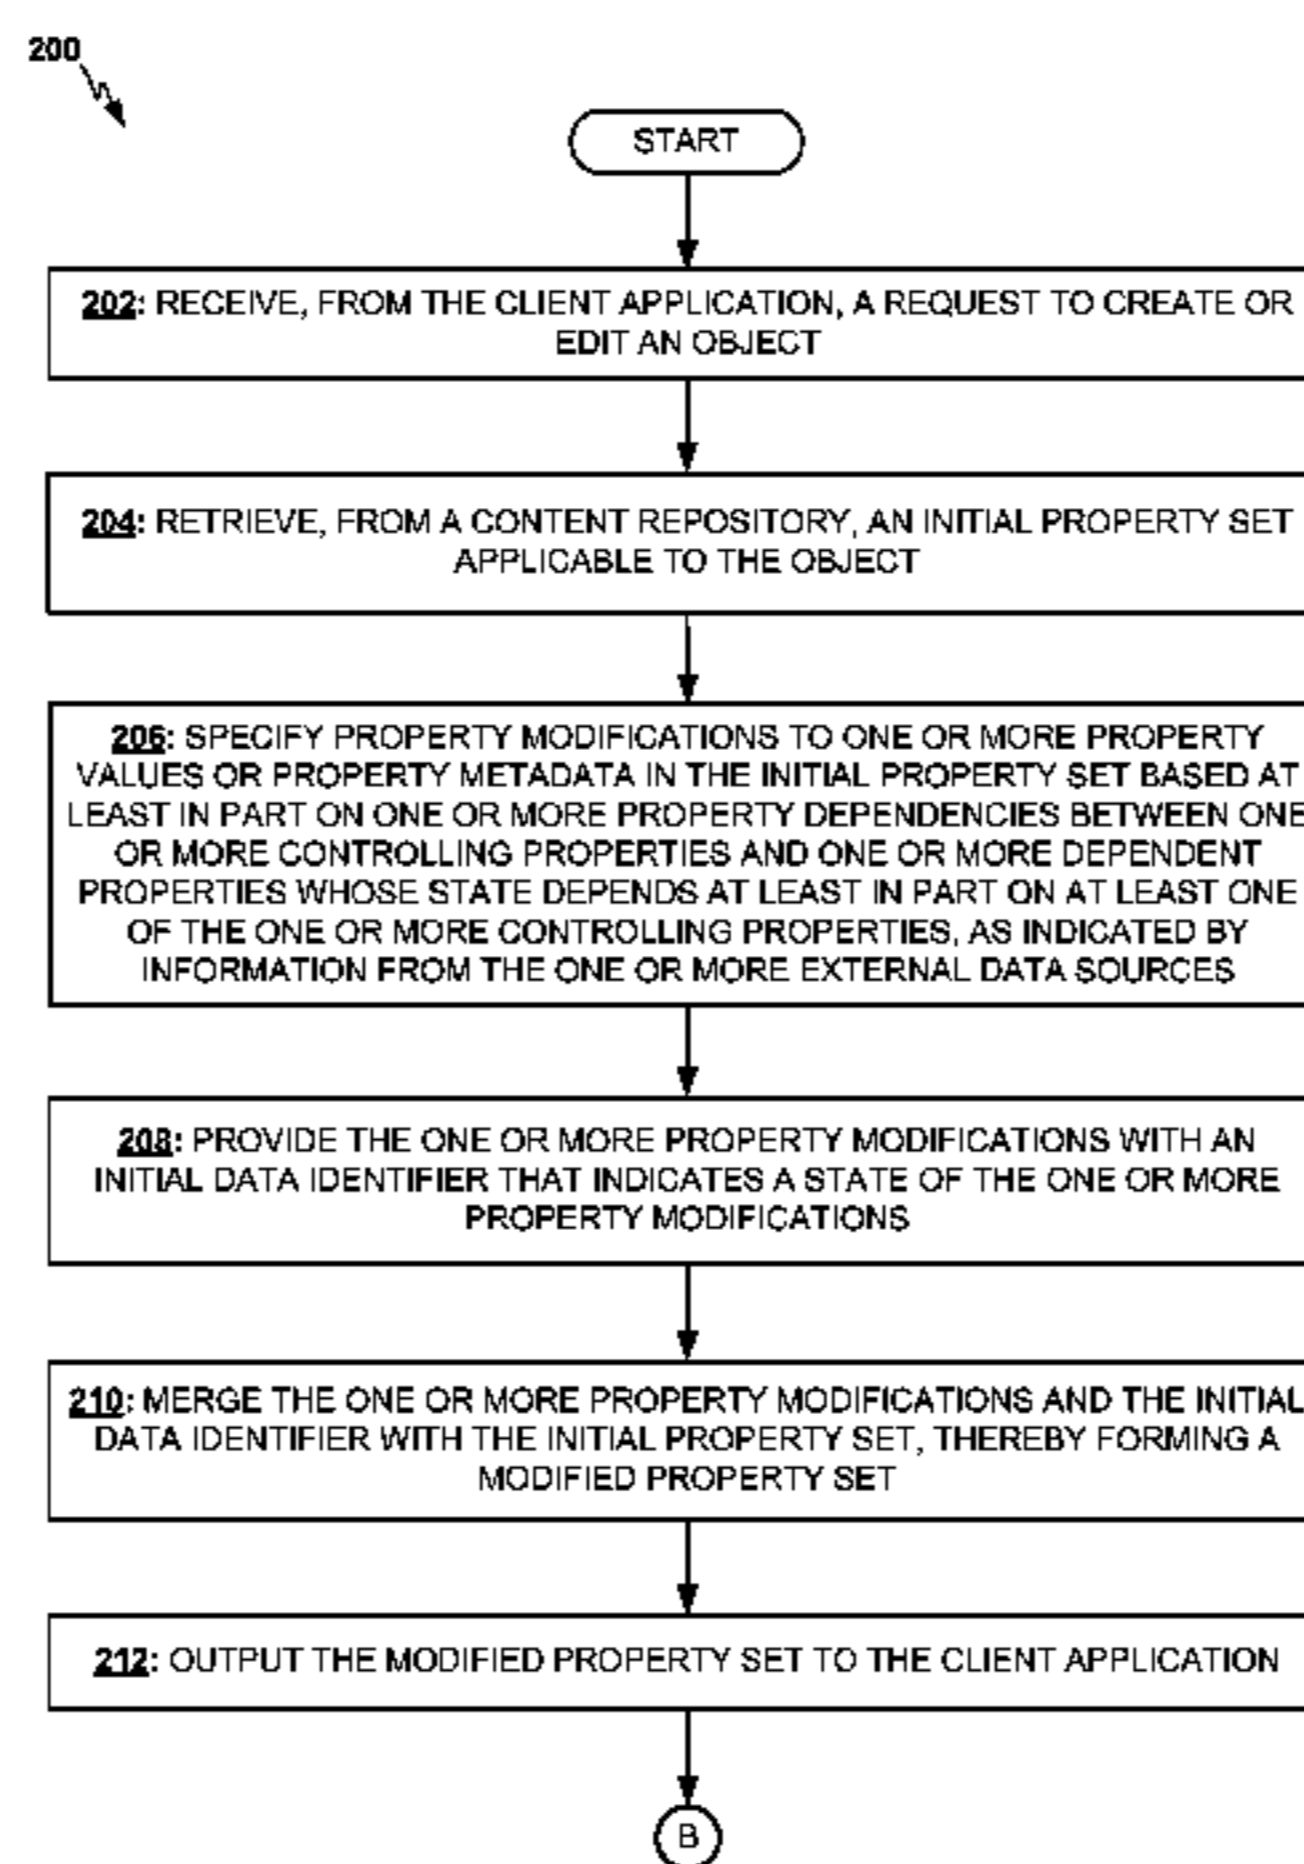 200
START
202: RECEIVE, FROM THE CLIENT APPLICATION, A REQUEST TO CREATE OR
EDIT AN OBJECT
204: RETRIEVE, FROM A CONTENT REPOSITORY, AN INITIAL PROPERTY SET
APPLICABLE TO THE OBJECT
206: SPECIFY PROPERTY MODIFICATIONS TO ONE OR MORE PROPERTY
VALUES OR PROPERTY METADATA IN THE INITIAL PROPERTY SET BASED AT
LEAST IN PART ON ONE OR MORE PROPERTY DEPENDENCIES BETWEEN ONE
OR MORE CONTROLLING PROPERTIES AND ONE OR MORE DEPENDENT
PROPERTIES WHOSE STATE DEPENDS AT LEAST IN PART ON AT LEAST ONE
OF THE ONE OR MORE CONTROLLING PROPERTIES, AS INDICATED BY
INFORMATION FROM THE ONE OR MORE EXTERNAL DATA SOURCES
208: PROVIDE THE ONE OR MORE PROPERTY MODIFICATIONS WITH AN
INITIAL DATA IDENTIFIER THAT INDICATES A STATE OF THE ONE OR MORE
PROPERTY MODIFICATIONS
210: MERGE THE ONE OR MORE PROPERTY MODIFICATIONS AND THE INITIAL
DATA IDENTIFIER WITH THE INITIAL PROPERTY SET, THEREBY FORMING A
MODIFIED PROPERTY SET
212: OUTPUT THE MODIFIED PROPERTY SET TO THE CLIENT APPLICATION
B